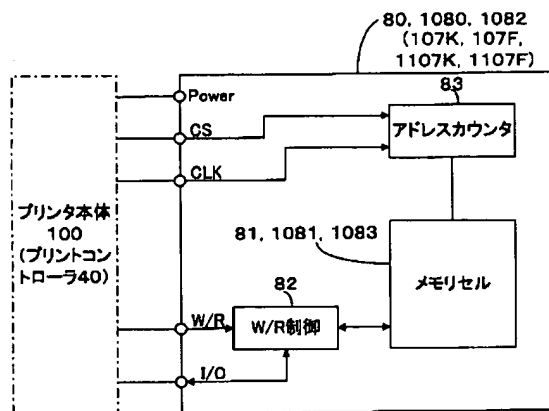 80, 1080, 1082
(107K, 107F,
1107K, 1107F)
Power
83
CS
アドレスカウンタ
CLK
プリンタ本体
100
(プリントコン
トローラ40)
81, 1081, 1083
メモリセル
82
W/R
W/R制御
I/O